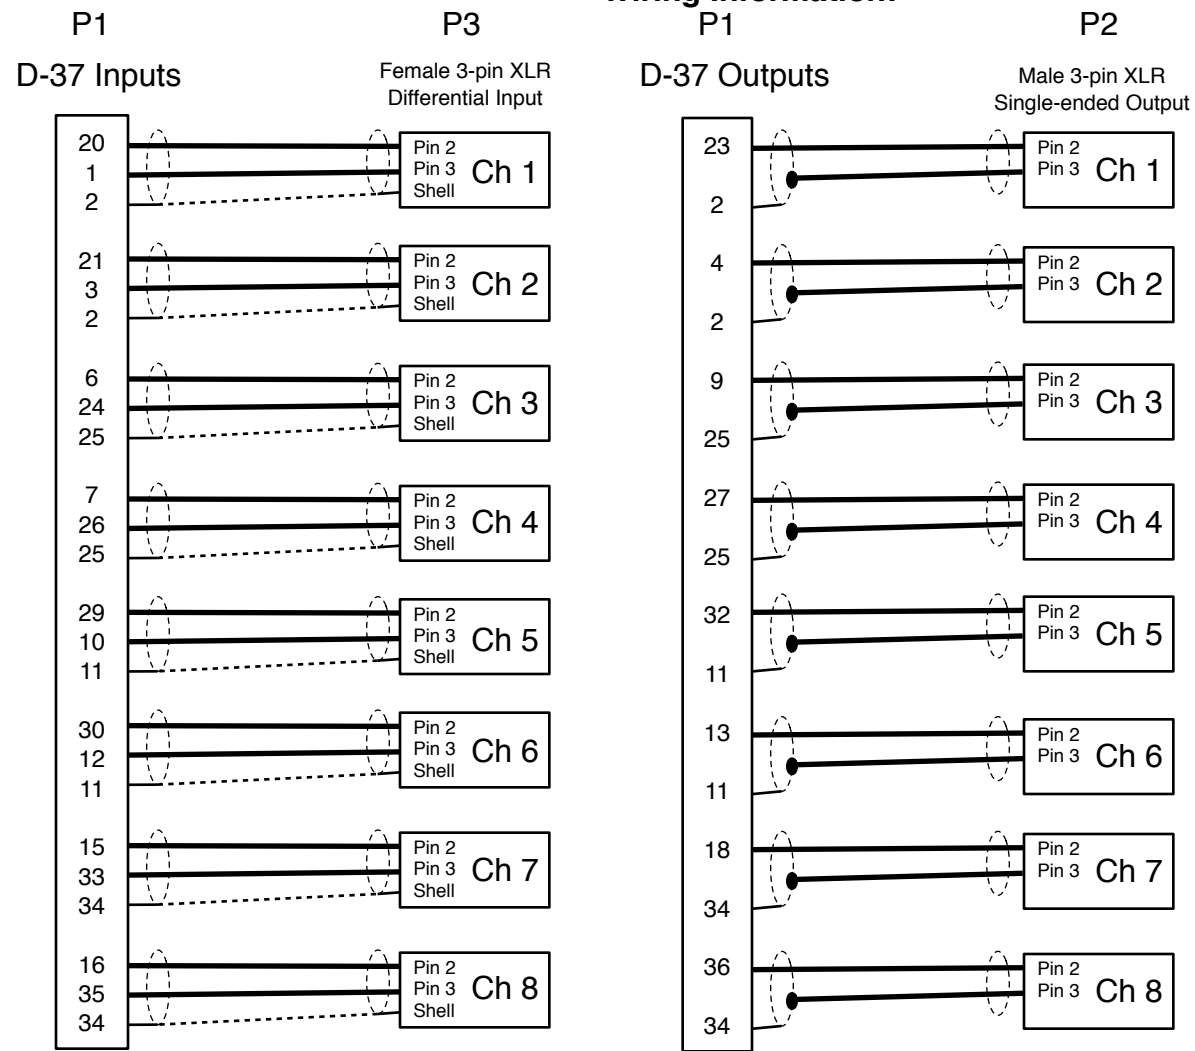 Wiring Information:
P1
P3
D-37 Inputs
Female 3-pin XLR
Differential Input
20
1
2
Pin 2
Pin 3
Shell
Ch 1
21
3
2
Pin 2
Pin 3
Shell
Ch 2
6
24
25
Pin 2
Pin 3
Shell
Ch 3
7
26
25
Pin 2
Pin 3
Shell
Ch 4
29
10
11
Pin 2
Pin 3
Shell
Ch 5
30
12
11
Pin 2
Pin 3
Shell
Ch 6
15
33
34
Pin 2
Pin 3
Shell
Ch 7
16
35
34
Pin 2
Pin 3
Shell
Ch 8
P1
P2
D-37 Outputs
Male 3-pin XLR
Single-ended Output
23
2
Pin 2
Pin 3
Ch 1
4
2
Pin 2
Pin 3
Ch 2
9
25
Pin 2
Pin 3
Ch 3
27
25
Pin 2
Pin 3
Ch 4
32
11
Pin 2
Pin 3
Ch 5
13
11
Pin 2
Pin 3
Ch 6
18
34
Pin 2
Pin 3
Ch 7
36
34
Pin 2
Pin 3
Ch 8